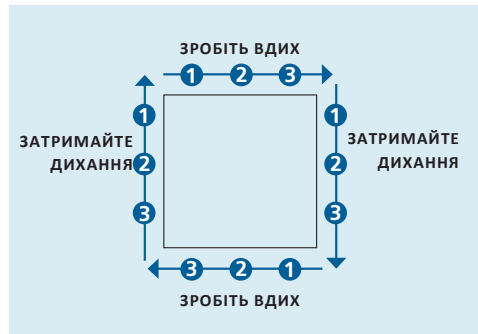 ЗРОБІТЬ ВДИХ
1 2 3
1 1
ЗАТРИМАЙТЕ ЗАТРИМАЙТЕ
ДИХАННЯ 2 2 ДИХАННЯ
3 3
3 2 1
ЗРОБІТЬ ВДИХ